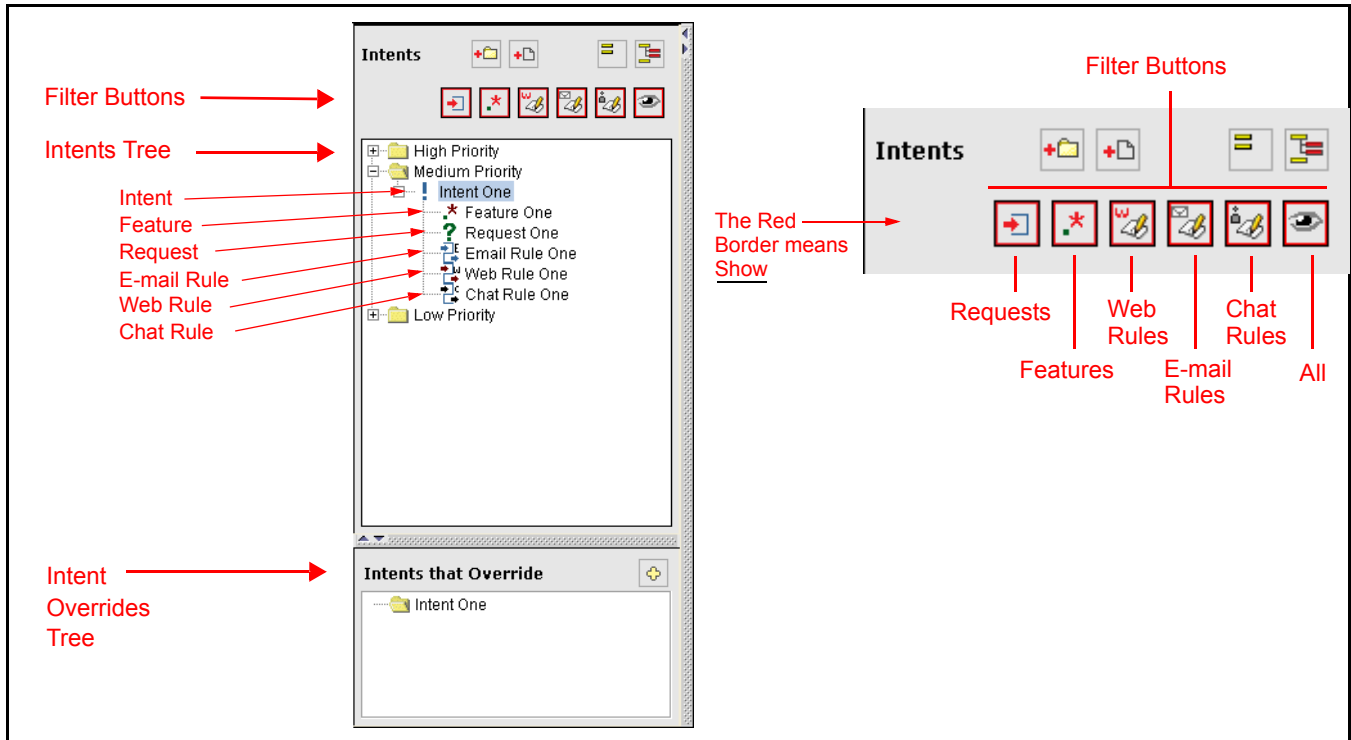 Intents
Filter Buttons
Intents Tree
High Priority
Medium Priority
Intent
Intent One
Feature
Feature One
Request
Request One
E-mail Rule
Email Rule One
Web Rule
Web Rule One
Chat Rule
Chat Rule One
Low Priority
Intent
Overrides
Tree
Intents that Override
Intent One
Filter Buttons
Intents
The Red
Border means
Show
Requests
Features
Web
Rules
E-mail
Rules
Chat
Rules
All